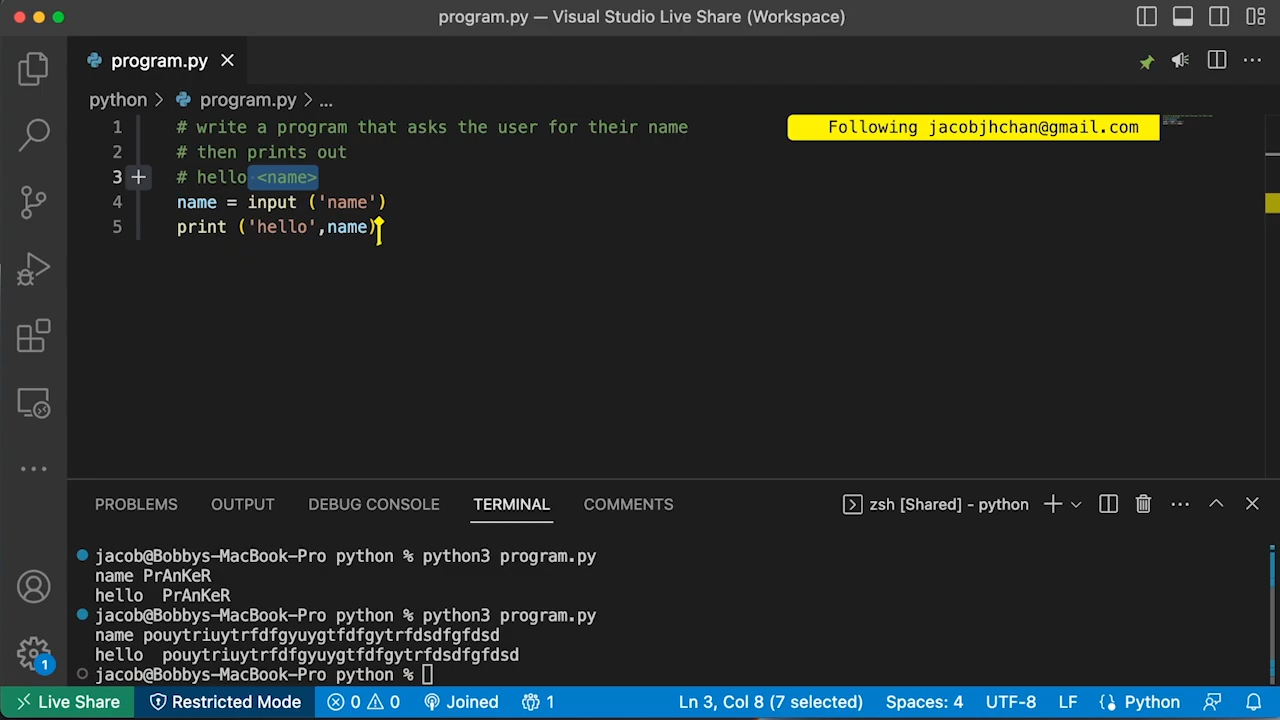 program.py — Visual Studio Live Share (Workspace)
program.py
python > program.py > ...
1 # write a program that asks the user for their name
Following jacobjhchan@gmail.com
2 # then prints out
3 # hello <name>
4 name = input ('name')
5 print ('hello',name)
PROBLEMS OUTPUT DEBUG CONSOLE TERMINAL COMMENTS zsh [Shared] - python
jacob@Bobbys-MacBook-Pro python % python3 program.py
name PrAnKeR
hello  PrAnKeR
jacob@Bobbys-MacBook-Pro python % python3 program.py
name pouytriuytrfdfgyuygtfdfgytrfdsdfgfdsd
hello  pouytriuytrfdfgyuygtfdfgytrfdsdfgfdsd
jacob@Bobbys-MacBook-Pro python %
1
Live Share Restricted Mode 0 0 Joined 1 Ln 3, Col 8 (7 selected) Spaces: 4 UTF-8 LF Python